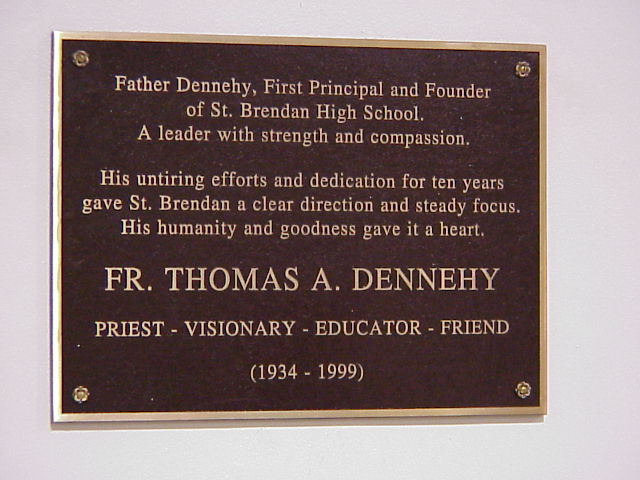 Father Dennehy, First Principal and Founder
of St. Brendan High School.
A leader with strength and compassion.
His untiring efforts and dedication for ten years
gave St. Brendan a clear direction and steady focus.
His humanity and goodness gave it a heart.
FR. THOMAS A. DENNEHY
PRIEST - VISIONARY - EDUCATOR - FRIEND
(1934 - 1999)